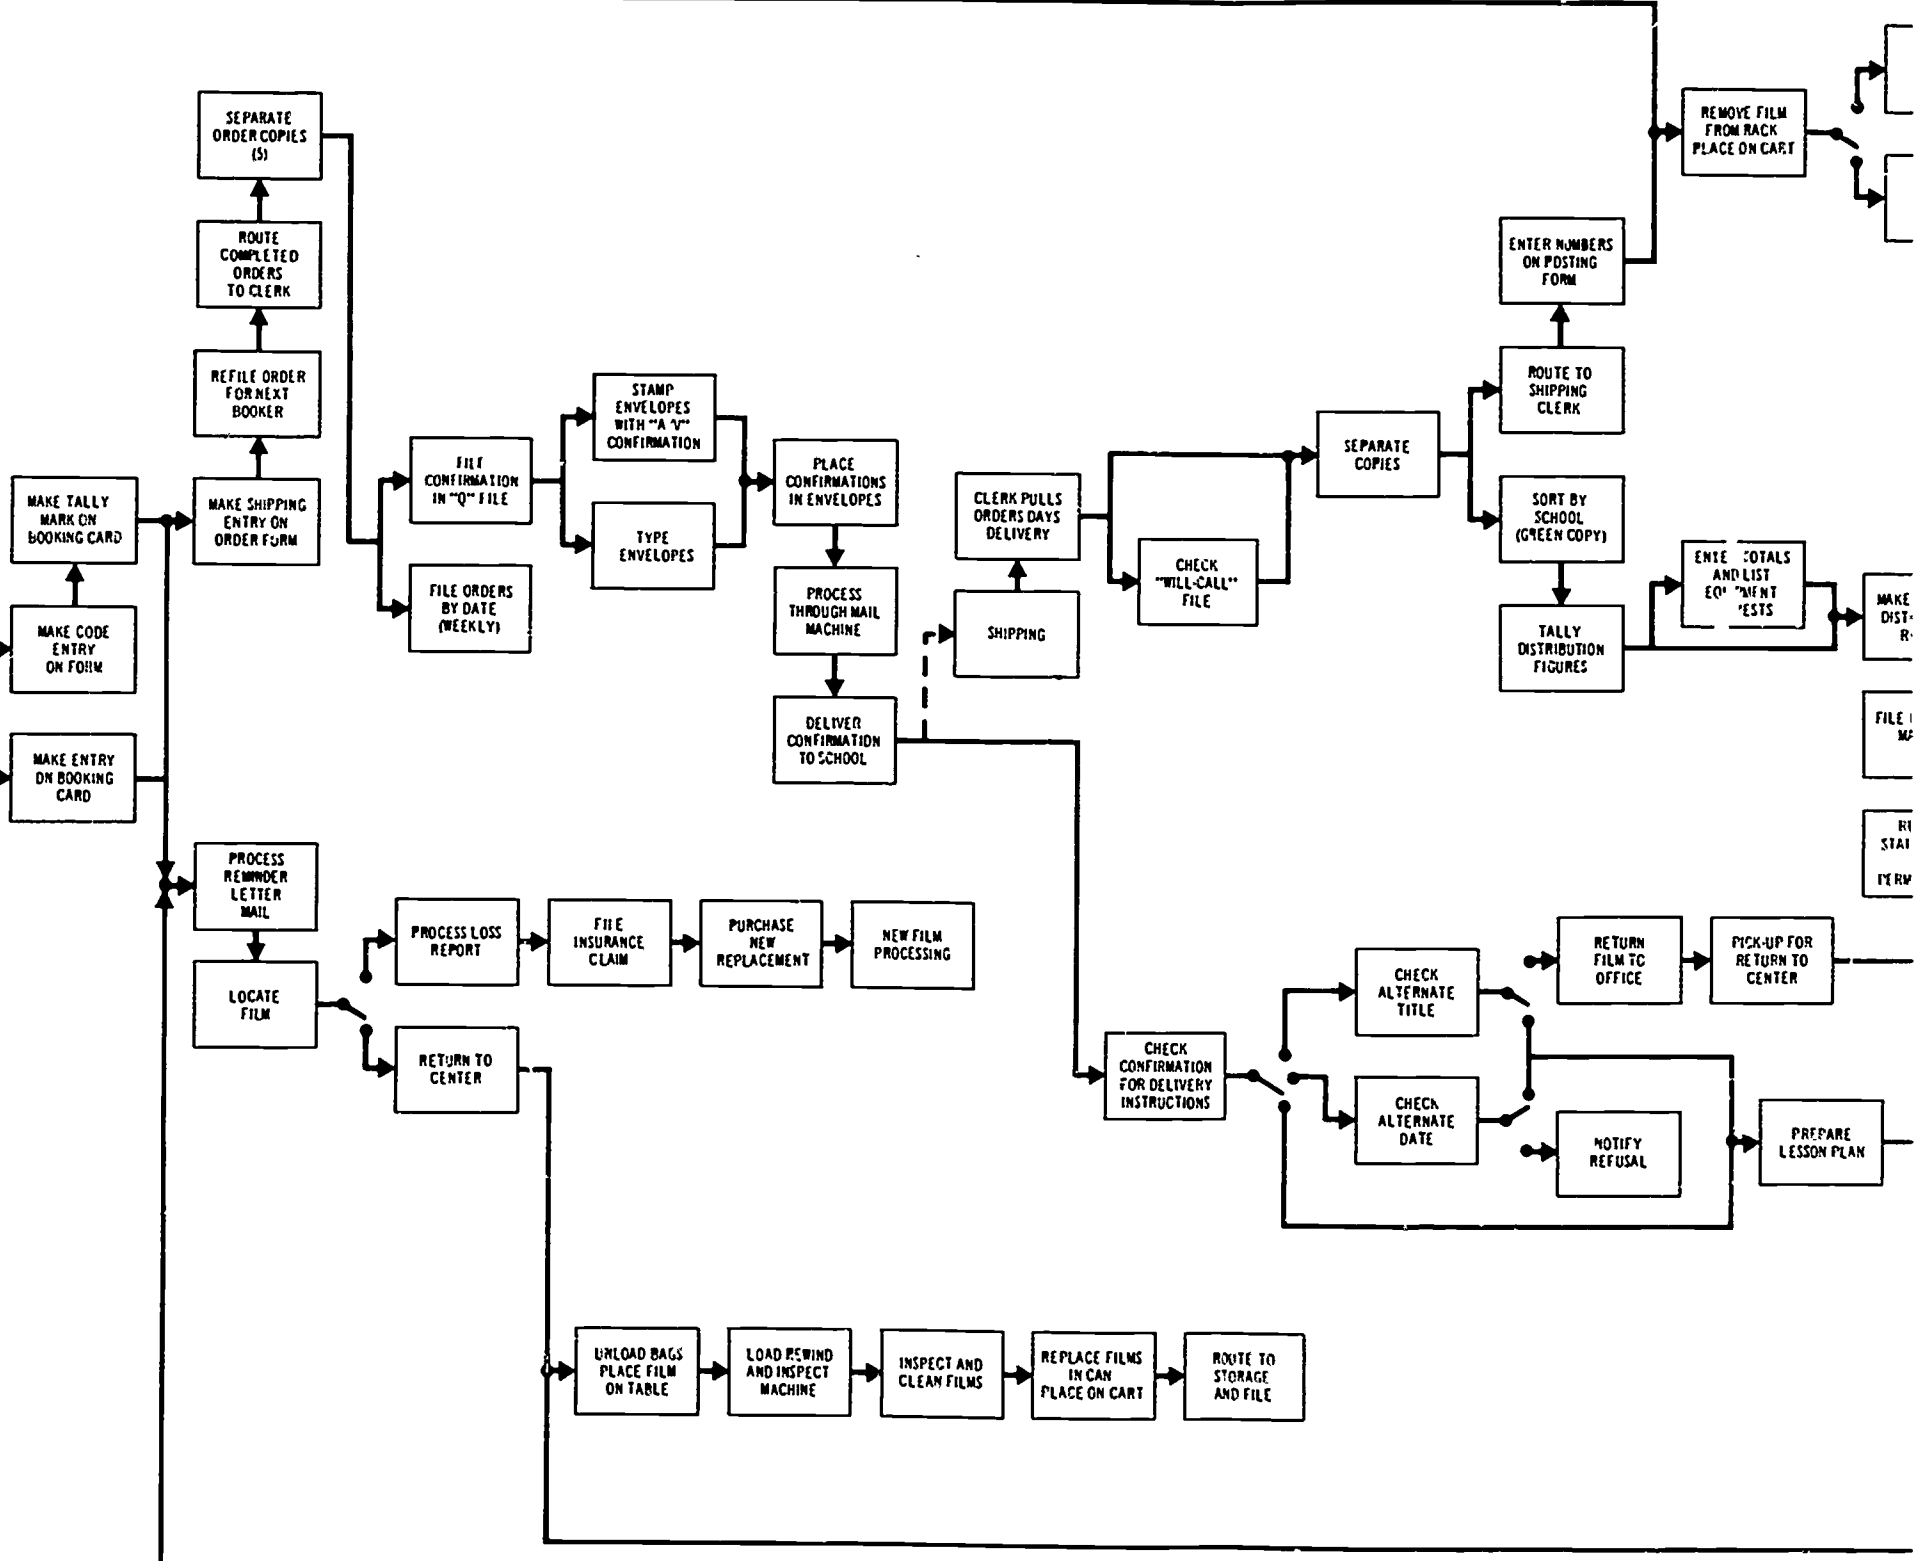 SEPARATE
ORDER COPIES
(5)
ROUTE
COMPLETED
ORDERS
TO CLERK
REFILE ORDER
FOR NEXT
BOOKER
MAKE TALLY
MARK ON
BOOKING CARD
MAKE SHIPPING
ENTRY ON
ORDER FORM
MAKE CODE
ENTRY
ON FORM
MAKE ENTRY
ON BOOKING
CARD
FILE
CONFIRMATION
IN "Q" FILE
FILE ORDERS
BY DATE
(WEEKLY)
STAMP
ENVELOPES
WITH "A V"
CONFIRMATION
TYPE
ENVELOPES
PLACE
CONFIRMATIONS
IN ENVELOPES
PROCESS
THROUGH MAIL
MACHINE
DELIVER
CONFIRMATION
TO SCHOOL
CLERK PULLS
ORDERS DAYS
DELIVERY
SHIPPING
CHECK
"WILL-CALL"
FILE
SEPARATE
COPIES
REMOVE FILM
FROM RACK
PLACE ON CART
ENTER NUMBERS
ON POSTING
FORM
ROUTE TO
SHIPPING
CLERK
SORT BY
SCHOOL
(GREEN COPY)
TALLY
DISTRIBUTION
FIGURES
AND LIST
MAKE
FILE
PROCESS
REMINDER
LETTER
MAIL
LOCATE
FILM
PROCESS LOSS
REPORT
FILE
INSURANCE
CLAIM
PURCHASE
NEW
REPLACEMENT
NEW FILM
PROCESSING
RETURN TO
CENTER
CHECK
CONFIRMATION
FOR DELIVERY
INSTRUCTIONS
CHECK
ALTERNATE
TITLE
CHECK
ALTERNATE
DATE
RETURN
FILM TO
OFFICE
PICK-UP FOR
RETURN TO
CENTER
NOTIFY
REFUSAL
PREPARE
LESSON PLAN
UNLOAD BAGS
PLACE FILM
ON TABLE
LOAD REWIND
AND INSPECT
MACHINE
INSPECT AND
CLEAN FILMS
REPLACE FILMS
IN CAN
PLACE ON CART
ROUTE TO
STORAGE
AND FILE